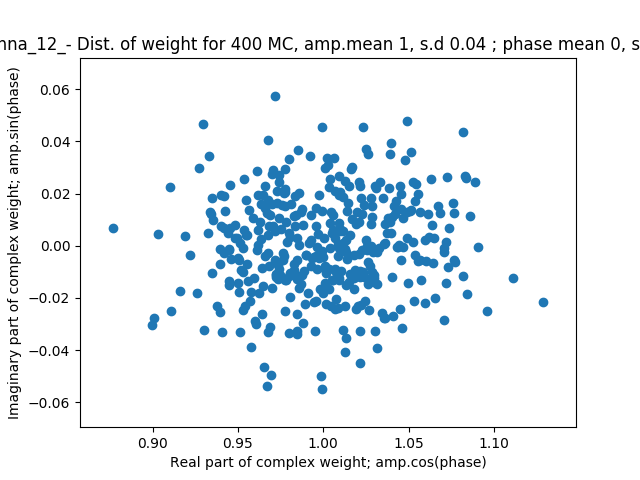 nna_12_- Dist. of weight for 400 MC, amp.mean 1, s.d 0.04 ; phase mean 0, s
0.06
0.04
0.02
0.00
−0.02
−0.04
−0.06
Imaginary part of complex weight; amp.sin(phase)
0.90 0.95 1.00 1.05 1.10
Real part of complex weight; amp.cos(phase)